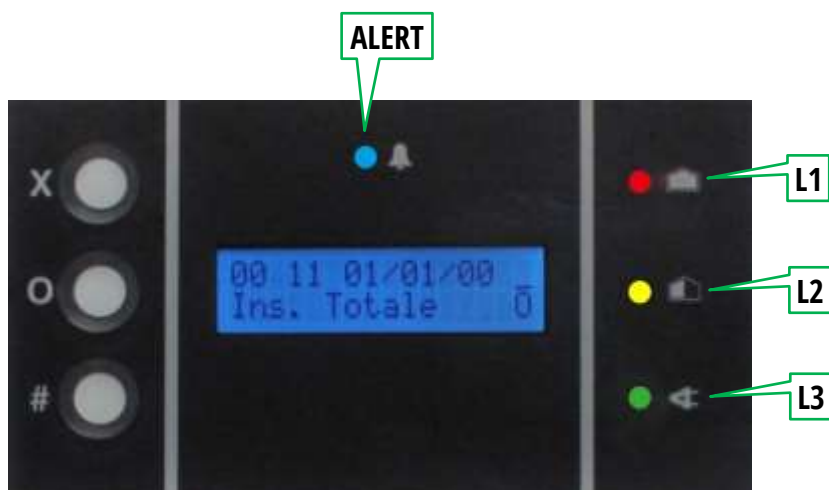 ALERT
X
L1
00 11 01/01/00 _
O
Ins. Totale O
L2
#
L3